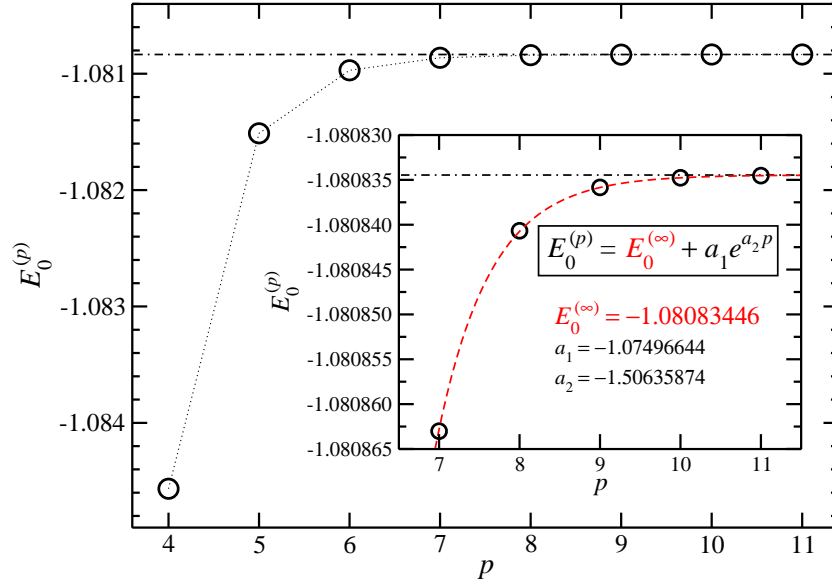 -1.081
-1.082
-1.083
-1.084
E₀⁽ᵖ⁾
4 5 6 7 8 9 10 11
p
-1.080830
-1.080835
-1.080840
-1.080845
-1.080850
-1.080855
-1.080860
-1.080865
E₀⁽ᵖ⁾
7 8 9 10 11
p
E₀⁽ᵖ⁾ = E₀⁽∞⁾ + a₁e^{a₂p}
E₀⁽∞⁾ = −1.08083446
a₁ = −1.07496644
a₂ = −1.50635874